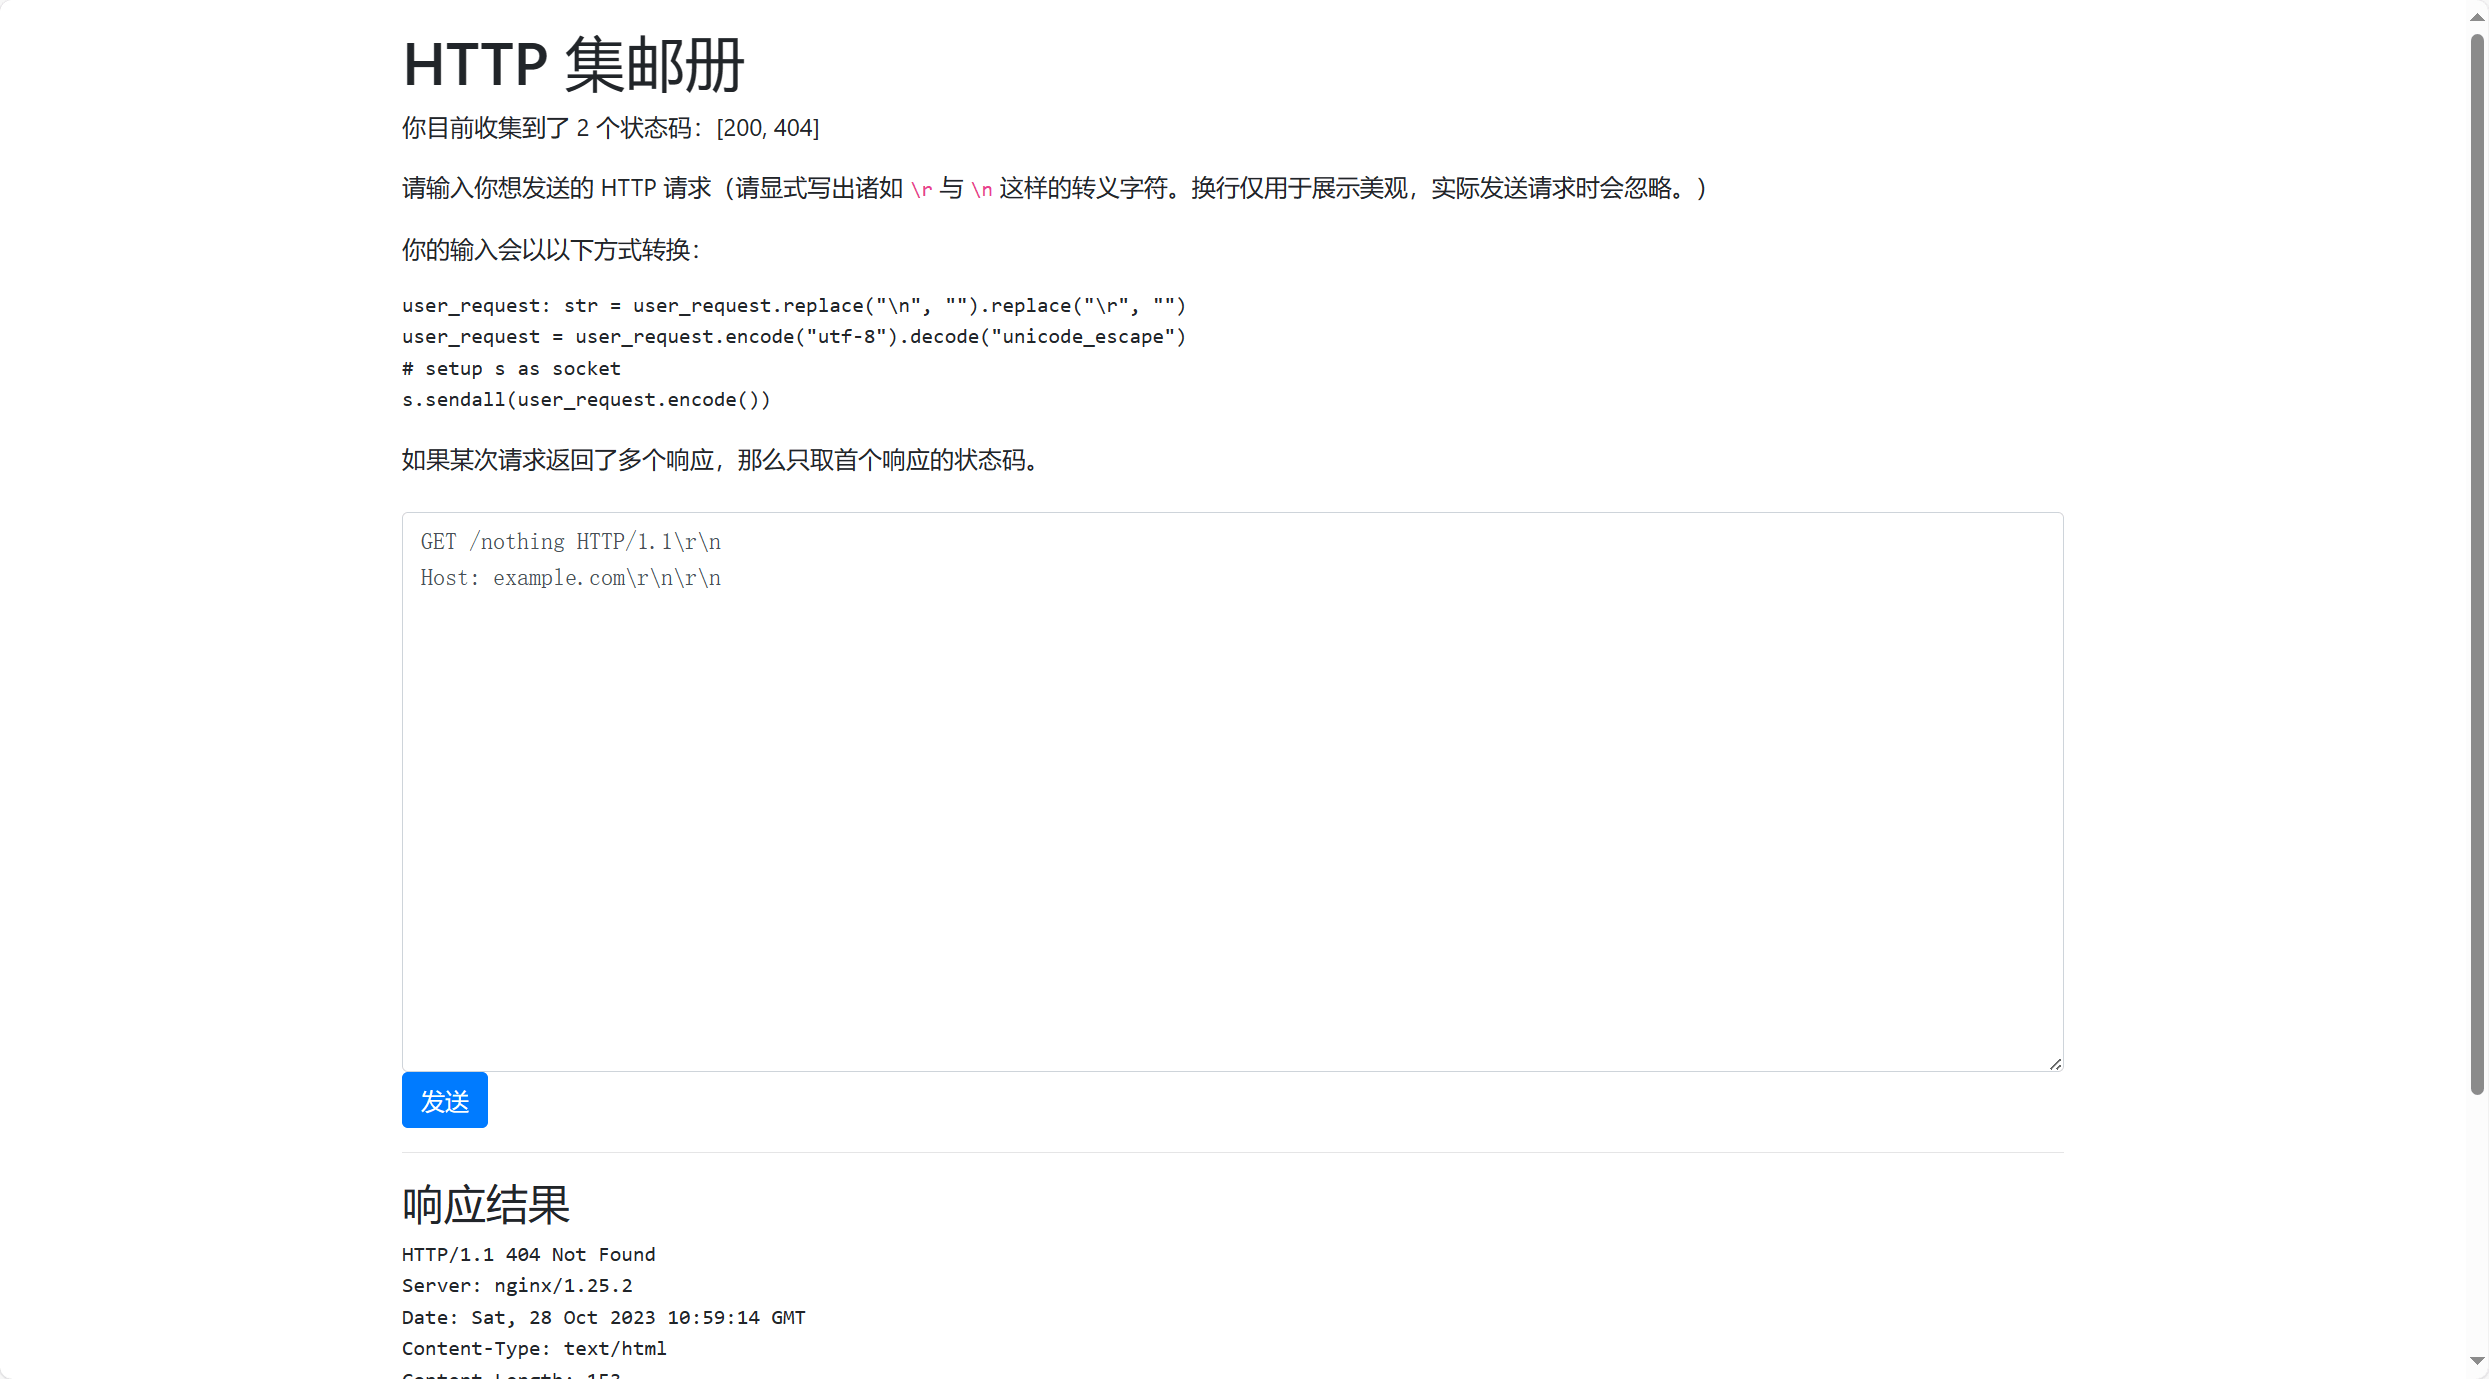 HTTP 集邮册
你目前收集到了 2 个状态码：[200, 404]
请输入你想发送的 HTTP 请求（请显式写出诸如 \r 与 \n 这样的转义字符。换行仅用于展示美观，实际发送请求时会忽略。）
你的输入会以以下方式转换：
user_request: str = user_request.replace("\n", "").replace("\r", "")
user_request = user_request.encode("utf-8").decode("unicode_escape")
# setup s as socket
s.sendall(user_request.encode())
如果某次请求返回了多个响应，那么只取首个响应的状态码。
GET /nothing HTTP/1.1\r\n
Host: example.com\r\n\r\n
发送
响应结果
HTTP/1.1 404 Not Found
Server: nginx/1.25.2
Date: Sat, 28 Oct 2023 10:59:14 GMT
Content-Type: text/html
Content-Length: 153